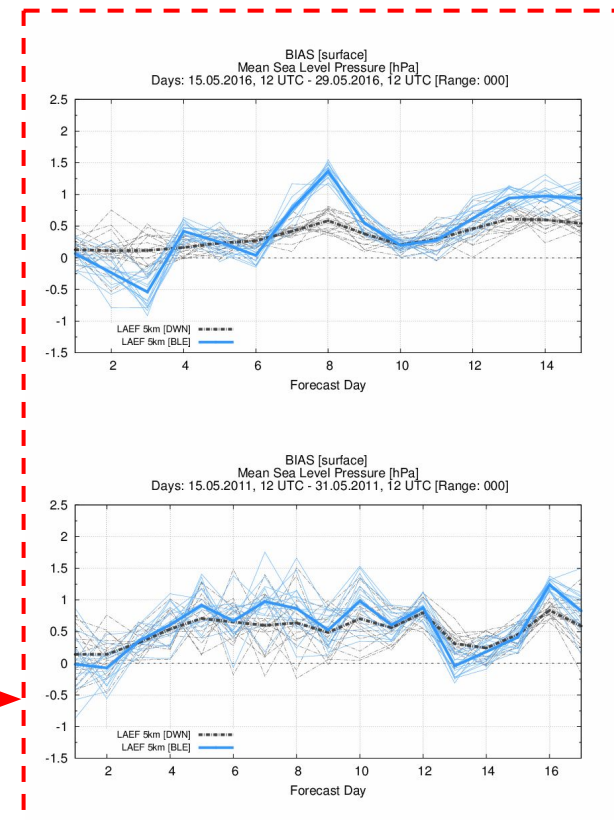 BIAS [surface]
Mean Sea Level Pressure [hPa]
Days: 15.05.2016, 12 UTC - 29.05.2016, 12 UTC [Range: 000]
2.5
2
1.5
1
0.5
0
-0.5
-1
-1.5
LAEF 5km [DWN]
LAEF 5km [BLE]
2 4 6 8 10 12 14
Forecast Day
BIAS [surface]
Mean Sea Level Pressure [hPa]
Days: 15.05.2011, 12 UTC - 31.05.2011, 12 UTC [Range: 000]
2.5
2
1.5
1
0.5
0
-0.5
-1
-1.5
LAEF 5km [DWN]
LAEF 5km [BLE]
2 4 6 8 10 12 14 16
Forecast Day